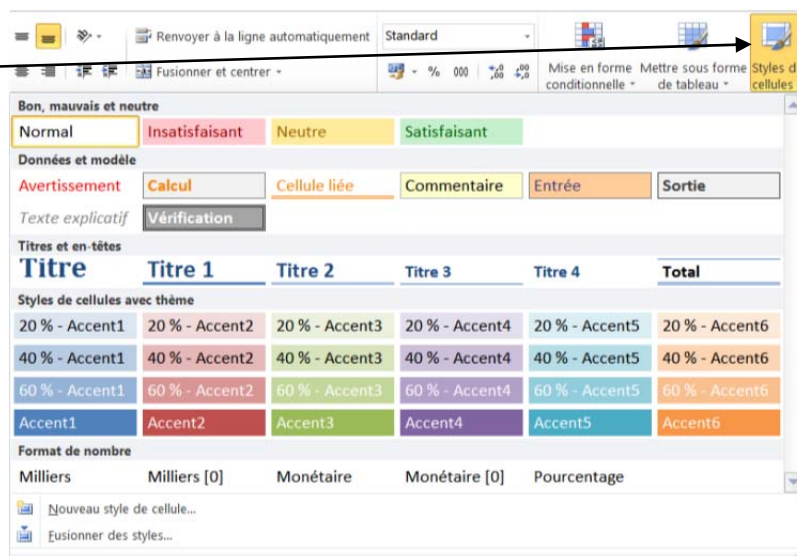 Renvoyer à la ligne automatiquement Standard
Fusionner et centrer % 000 Mise en forme Mettre sous forme Styles d
conditionnelle de tableau cellules
Bon, mauvais et neutre
Normal Insatisfaisant Neutre Satisfaisant
Données et modèle
Avertissement Calcul Cellule liée Commentaire Entrée Sortie
Texte explicatif Vérification
Titres et en-têtes
Titre Titre 1 Titre 2 Titre 3 Titre 4 Total
Styles de cellules avec thème
20 % - Accent1 20 % - Accent2 20 % - Accent3 20 % - Accent4 20 % - Accent5 20 % - Accent6
40 % - Accent1 40 % - Accent2 40 % - Accent3 40 % - Accent4 40 % - Accent5 40 % - Accent6
60 % - Accent1 60 % - Accent2 60 % - Accent3 60 % - Accent4 60 % - Accent5 60 % - Accent6
Accent1 Accent2 Accent3 Accent4 Accent5 Accent6
Format de nombre
Milliers Milliers [0] Monétaire Monétaire [0] Pourcentage
Nouveau style de cellule...
Fusionner des styles...